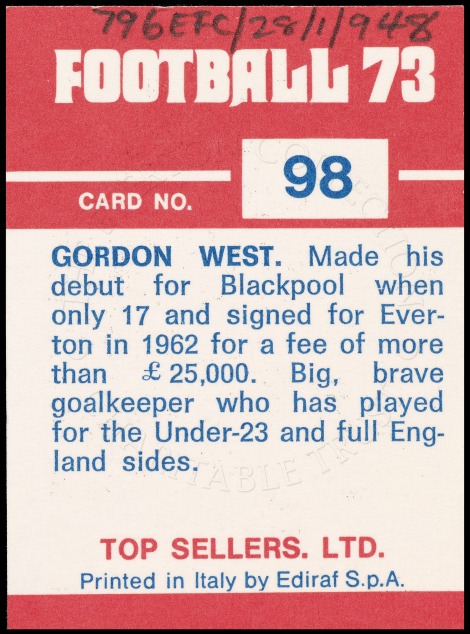 796EFC/28/1/948
FOOTBALL 73
CARD NO.
98
GORDON WEST. Made his
debut for Blackpool when
only 17 and signed for Ever-
ton in 1962 for a fee of more
than £25,000. Big, brave
goalkeeper who has played
for the Under-23 and full Eng-
land sides.
TOP SELLERS. LTD.
Printed in Italy by Ediraf S.p.A.